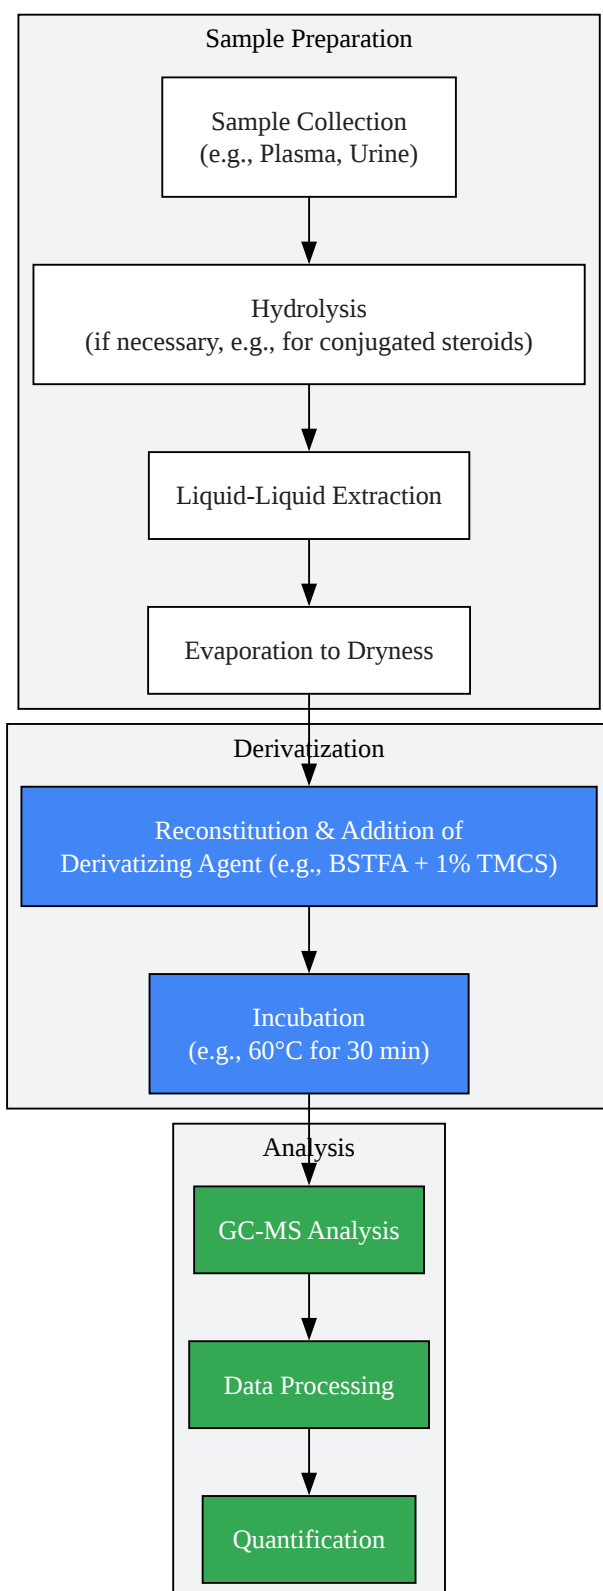 Sample Preparation
Sample Collection
(e.g., Plasma, Urine)
Hydrolysis
(if necessary, e.g., for conjugated steroids)
Liquid-Liquid Extraction
Evaporation to Dryness
Derivatization
Reconstitution & Addition of
Derivatizing Agent (e.g., BSTFA + 1% TMCS)
Incubation
(e.g., 60°C for 30 min)
Analysis
GC-MS Analysis
Data Processing
Quantification